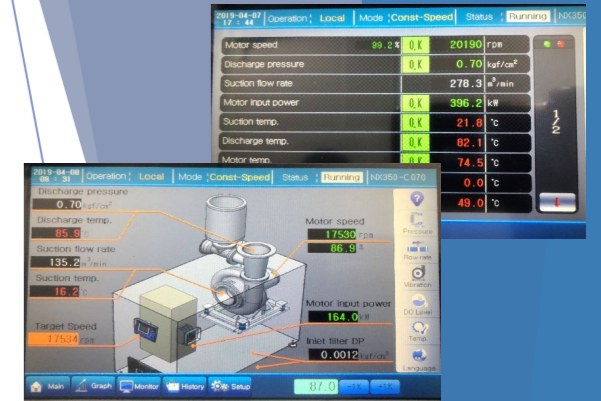 2019-04-07
17 : 44
Operation : Local Mode : Const-Speed Status : Running NX350
Motor speed 99.2 % O.K 20190 rpm
Discharge pressure O.K 0.70 kgf/cm²
Suction flow rate 278.3 m³/min
Motor input power O.K 396.2 kW
Suction temp. O.K 21.8 ℃
Discharge temp. O.K 82.1 ℃
Motor temp. O.K 74.5 ℃
0.0 ℃
49.0 ℃
1/2
2019-04-08
08 : 31
Operation : Local Mode : Const-Speed Status : Running NX350-C070
Discharge pressure
0.70 kgf/cm²
Discharge temp.
85.9 ℃
Suction flow rate
135.2 m³/min
Suction temp.
16.2 ℃
Target Speed
17534 rpm
Motor speed
17530 rpm
86.9 %
Motor input power
164.0 kW
Inlet filter DP
0.0012 kgf/cm²
?
Pressure
Flow rate
Vibration
Temp.
Language
Main Graph Monitor History Setup 87.0 -1% +1%